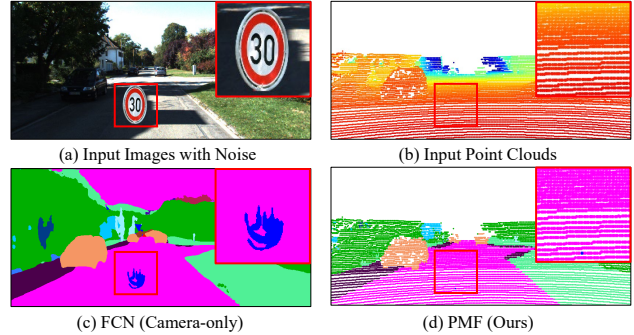 30
30
(a) Input Images with Noise
(b) Input Point Clouds
(c) FCN (Camera-only)
(d) PMF (Ours)